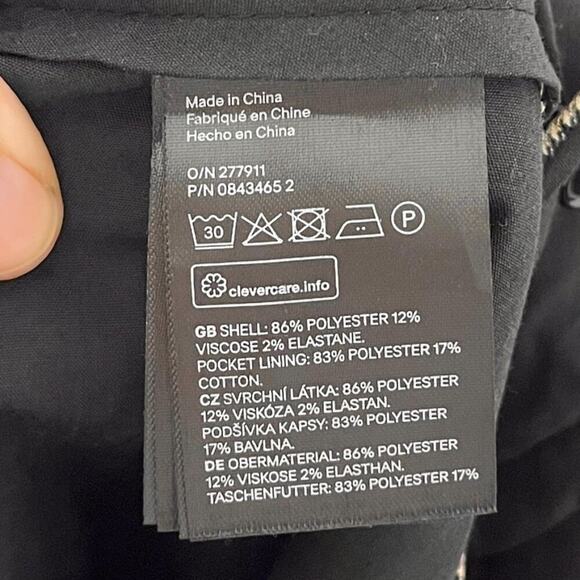 Made in China
Fabriqué en Chine
Hecho en China
O/N 277911
P/N 0843465 2
30
P
clevercare.info
GB SHELL: 86% POLYESTER 12%
VISCOSE 2% ELASTANE.
POCKET LINING: 83% POLYESTER 17%
COTTON.
CZ SVRCHNÍ LÁTKA: 86% POLYESTER
12% VISKÓZA 2% ELASTAN.
PODŠÍVKA KAPSY: 83% POLYESTER
17% BAVLNA.
DE OBERMATERIAL: 86% POLYESTER
12% VISKOSE 2% ELASTHAN.
TASCHENFUTTER: 83% POLYESTER 17%